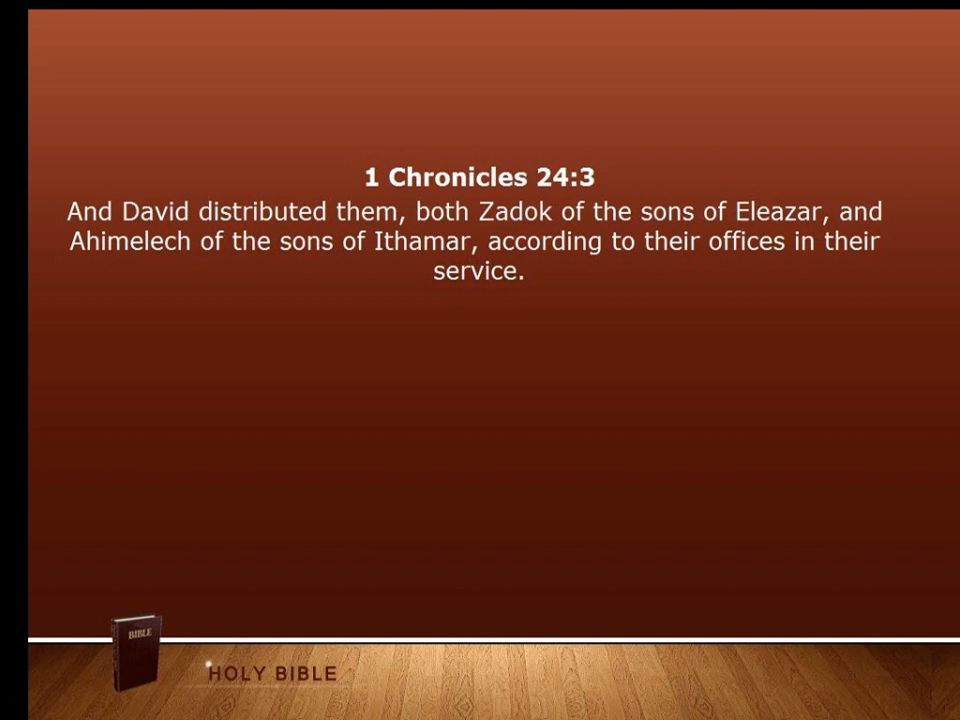 1 Chronicles 24:3
And David distributed them, both Zadok of the sons of Eleazar, and
Ahimelech of the sons of Ithamar, according to their offices in their
service.
BIBLE
HOLY BIBLE